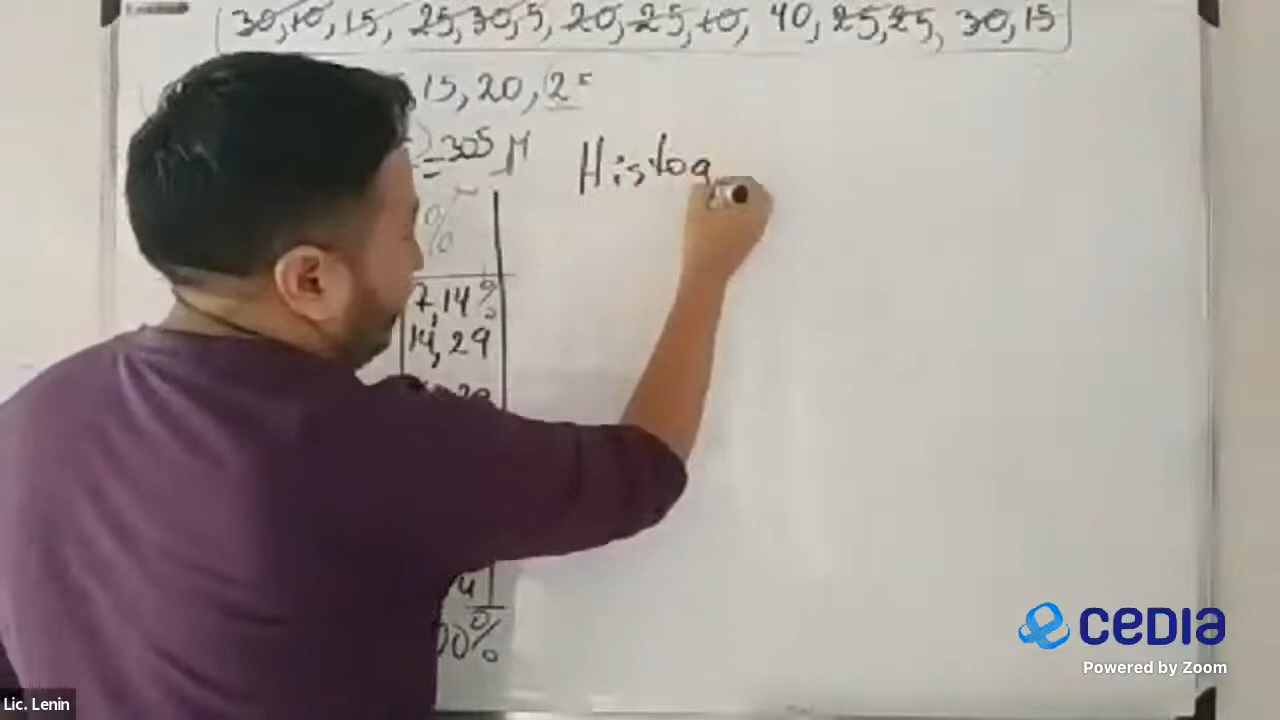 30, 10, 15, 25, 30, 5, 20, 25, 10, 40, 25, 25, 30, 15
15, 20,
=305
Histog
%
7,14%
14,29
4
00%
CEDIA
Powered by Zoom
Lic. Lenin